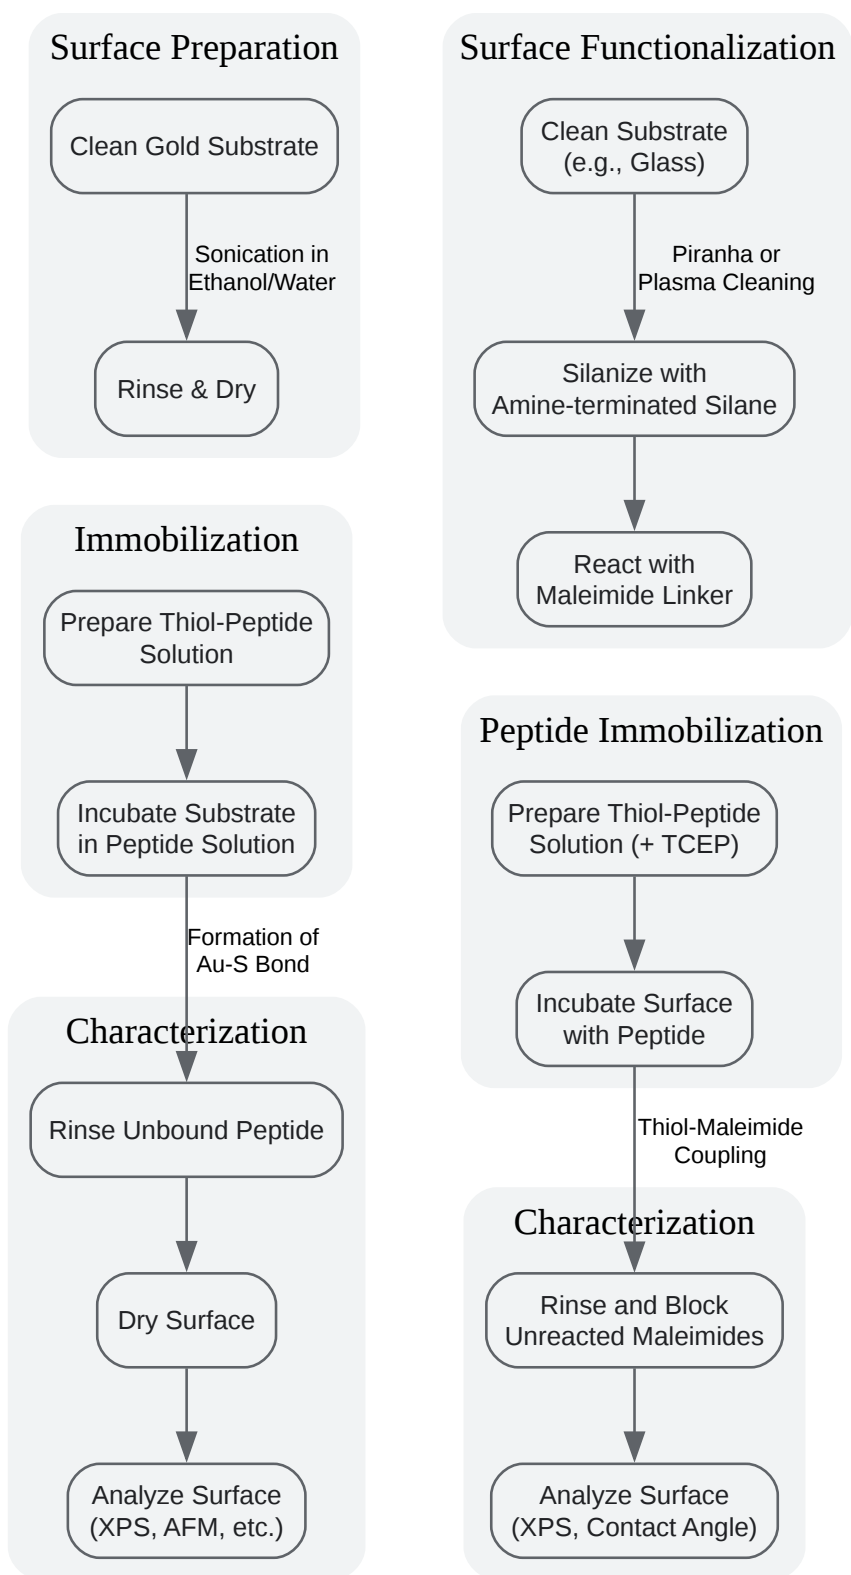 Surface Preparation
Clean Gold Substrate
Sonication in
Ethanol/Water
Rinse & Dry
Immobilization
Prepare Thiol-Peptide
Solution
Incubate Substrate
in Peptide Solution
Formation of
Au-S Bond
Characterization
Rinse Unbound Peptide
Dry Surface
Analyze Surface
(XPS, AFM, etc.)
Surface Functionalization
Clean Substrate
(e.g., Glass)
Piranha or
Plasma Cleaning
Silanize with
Amine-terminated Silane
React with
Maleimide Linker
Peptide Immobilization
Prepare Thiol-Peptide
Solution (+ TCEP)
Incubate Surface
with Peptide
Thiol-Maleimide
Coupling
Characterization
Rinse and Block
Unreacted Maleimides
Analyze Surface
(XPS, Contact Angle)